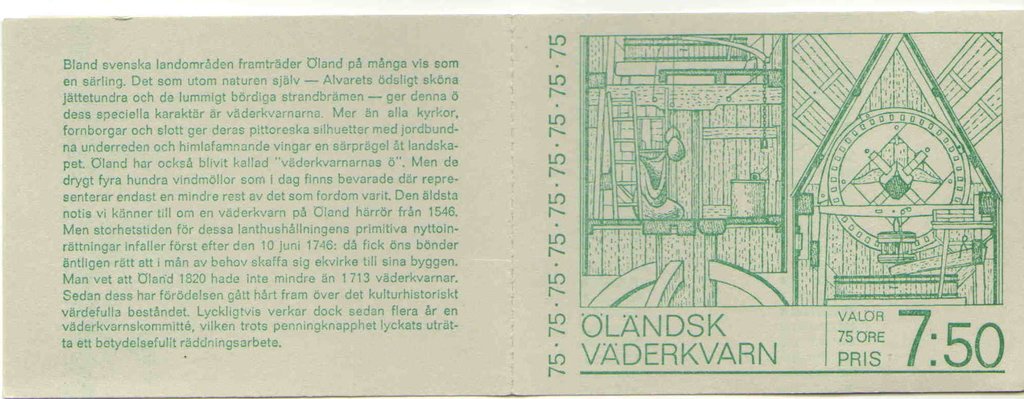 Bland svenska landområden framträder Öland på många vis som
en särling. Det som utom naturen själv — Alvarets ödsligt sköna
jättetundra och de lummigt bördiga strandbrämen — ger denna ö
dess speciella karaktär är väderkvarnarna. Mer än alla kyrkor,
fornborgar och slott ger deras pittoreska silhuetter med jordbund-
na underreden och himlafamnande vingar en särprägel åt landska-
pet. Öland har också blivit kallad "väderkvarnarnas ö". Men de
drygt fyra hundra vindmöllor som i dag finns bevarade där repre-
senterar endast en mindre rest av det som fordom varit. Den äldsta
notis vi känner till om en väderkvarn på Öland härrör från 1546.
Men storhetstiden för dessa lanthushållningens primitiva nyttoin-
rättningar infaller först efter den 10 juni 1746: då fick öns bönder
äntligen rätt att i mån av behov skaffa sig ekvirke till sina byggen.
Man vet att Öland 1820 hade inte mindre än 1713 väderkvarnar.
Sedan dess har förödelsen gått hårt fram över det kulturhistoriskt
värdefulla beståndet. Lyckligtvis verkar dock sedan flera år en
väderkvarnskommitté, vilken trots penningknapphet lyckats uträt-
ta ett betydelsefullt räddningsarbete.
75·75·75·75·75·75·75·75·75
ÖLÄNDSK
VÄDERKVARN
VALÖR
75 ÖRE
PRIS 7:50